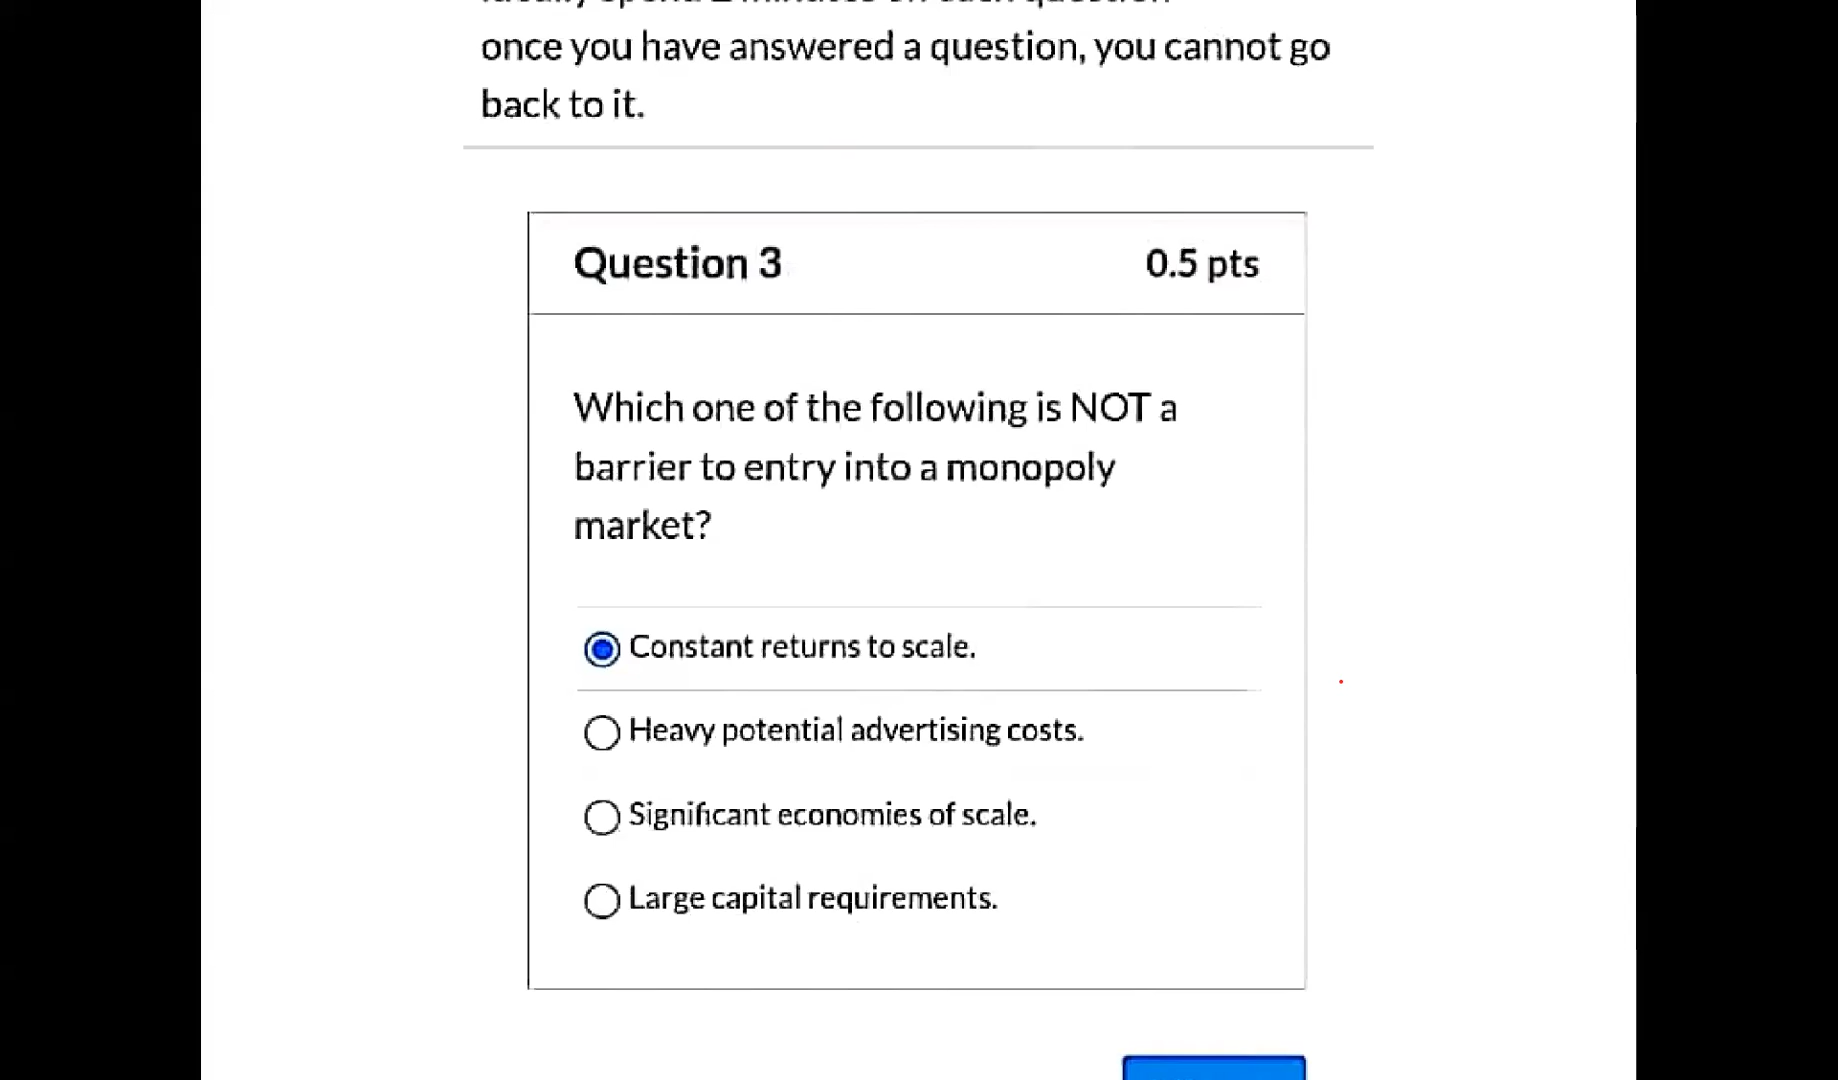 once you have answered a question, you cannot go
back to it.
Question 3
0.5 pts
Which one of the following is NOT a
barrier to entry into a monopoly
market?
Constant returns to scale.
Heavy potential advertising costs.
Significant economies of scale.
Large capital requirements.